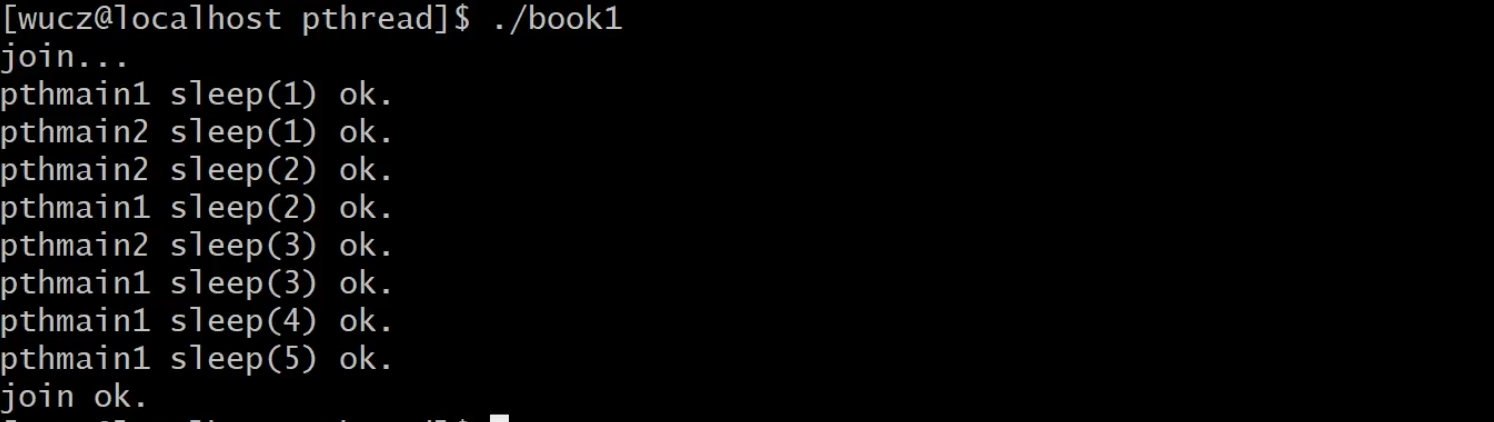 [wucz@localhost pthread]$ ./book1
join...
pthmain1 sleep(1) ok.
pthmain2 sleep(1) ok.
pthmain2 sleep(2) ok.
pthmain1 sleep(2) ok.
pthmain2 sleep(3) ok.
pthmain1 sleep(3) ok.
pthmain1 sleep(4) ok.
pthmain1 sleep(5) ok.
join ok.